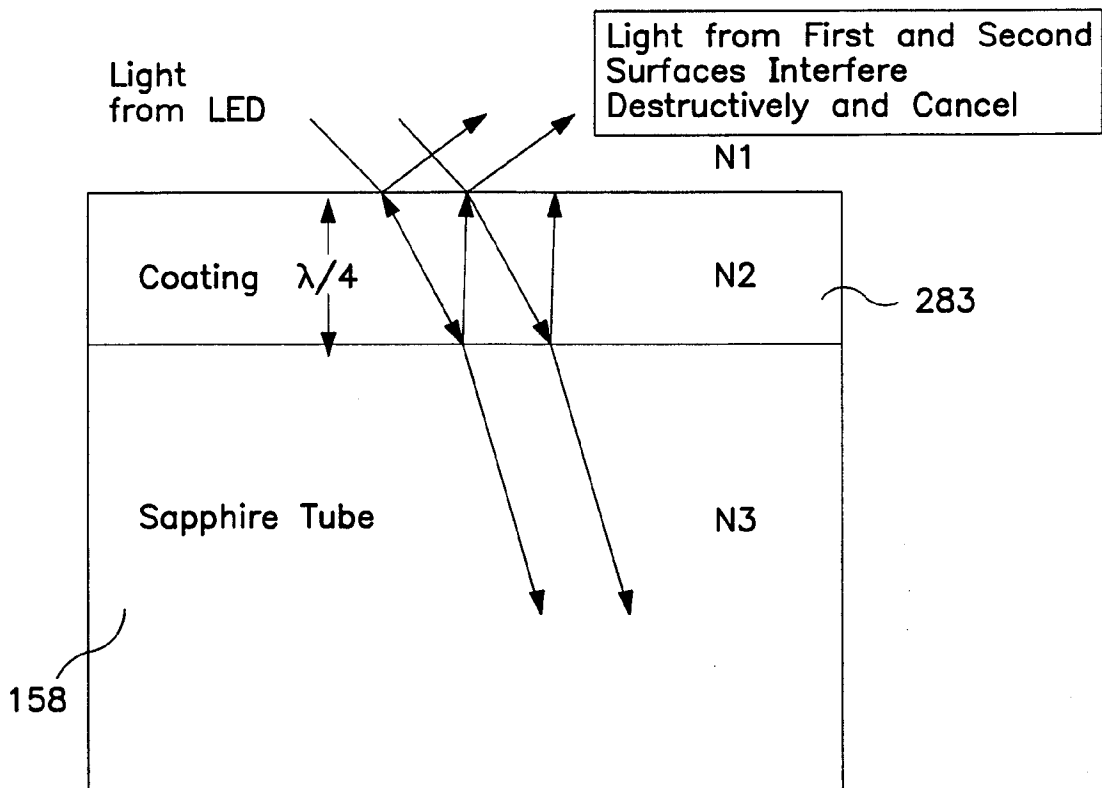 Light from First and Second
Surfaces Interfere
Destructively and Cancel
Light
from LED
N1
Coating λ/4
N2
283
Sapphire Tube
N3
158